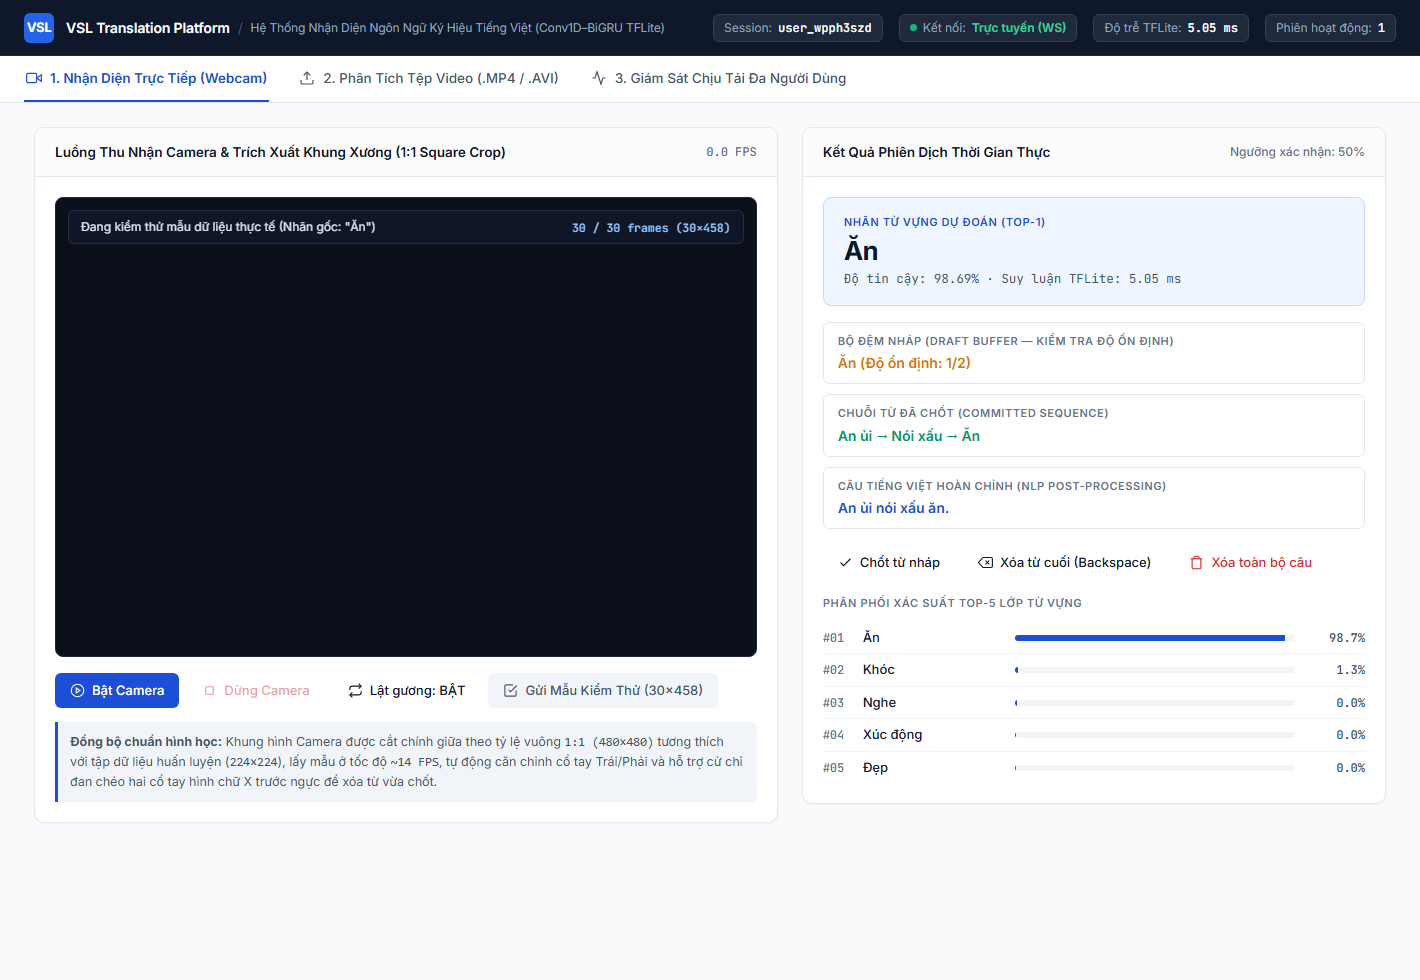 VSL VSL Translation Platform / Hệ Thống Nhận Diện Ngôn Ngữ Ký Hiệu Tiếng Việt (Conv1D–BiGRU TFLite) Session: user_wpph3szd Kết nối: Trực tuyến (WS) Độ trễ TFLite: 5.05 ms Phiên hoạt động: 1
1. Nhận Diện Trực Tiếp (Webcam) 2. Phân Tích Tệp Video (.MP4 / .AVI) 3. Giám Sát Chịu Tải Đa Người Dùng
Luồng Thu Nhận Camera & Trích Xuất Khung Xương (1:1 Square Crop) 0.0 FPS
Đang kiểm thử mẫu dữ liệu thực tế (Nhãn gốc: "Ăn") 30 / 30 frames (30×458)
Bật Camera Dừng Camera Lật gương: BẬT Gửi Mẫu Kiểm Thử (30×458)
Đồng bộ chuẩn hình học: Khung hình Camera được cắt chính giữa theo tỷ lệ vuông 1:1 (480×480) tương thích
với tập dữ liệu huấn luyện (224×224), lấy mẫu ở tốc độ ~14 FPS, tự động căn chỉnh cổ tay Trái/Phải và hỗ trợ cử chỉ
đan chéo hai cổ tay hình chữ X trước ngực để xóa từ vừa chốt.
Kết Quả Phiên Dịch Thời Gian Thực Ngưỡng xác nhận: 50%
NHÃN TỪ VỰNG DỰ ĐOÁN (TOP-1)
Ăn
Độ tin cậy: 98.69% · Suy luận TFLite: 5.05 ms
BỘ ĐỆM NHÁP (DRAFT BUFFER — KIỂM TRA ĐỘ ỔN ĐỊNH)
Ăn (Độ ổn định: 1/2)
CHUỖI TỪ ĐÃ CHỐT (COMMITTED SEQUENCE)
An ủi → Nói xấu → Ăn
CÂU TIẾNG VIỆT HOÀN CHỈNH (NLP POST-PROCESSING)
An ủi nói xấu ăn.
Chốt từ nháp Xóa từ cuối (Backspace) Xóa toàn bộ câu
PHÂN PHỐI XÁC SUẤT TOP-5 LỚP TỪ VỰNG
#01 Ăn 98.7%
#02 Khóc 1.3%
#03 Nghe 0.0%
#04 Xúc động 0.0%
#05 Đẹp 0.0%